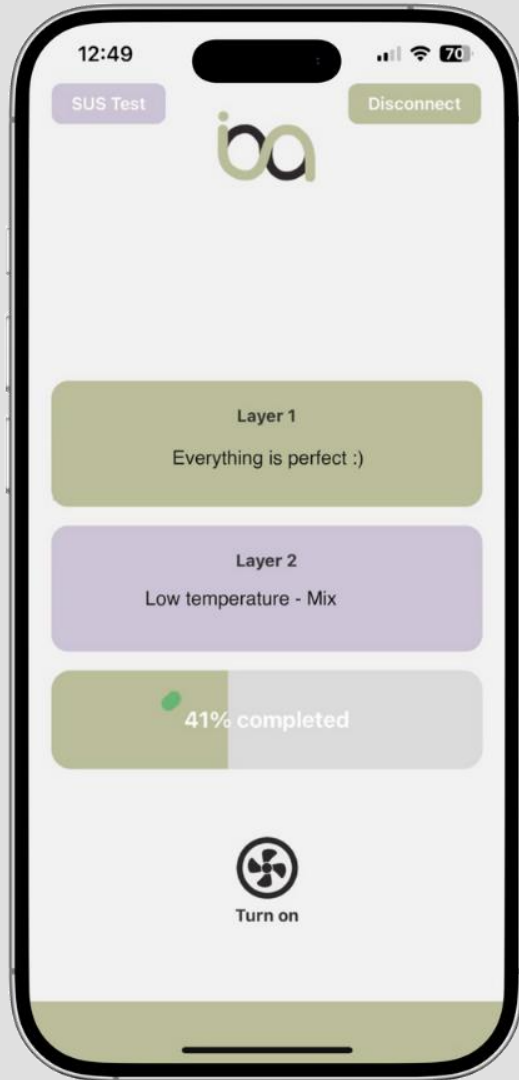 12:49
70
SUS Test
Disconnect
iba
Layer 1
Everything is perfect :)
Layer 2
Low temperature - Mix
41% completed
Turn on